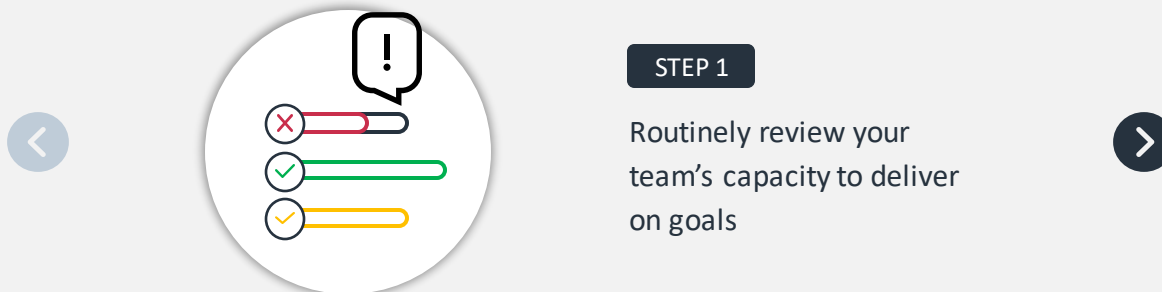 !
STEP 1
Routinely review your
team’s capacity to deliver
on goals